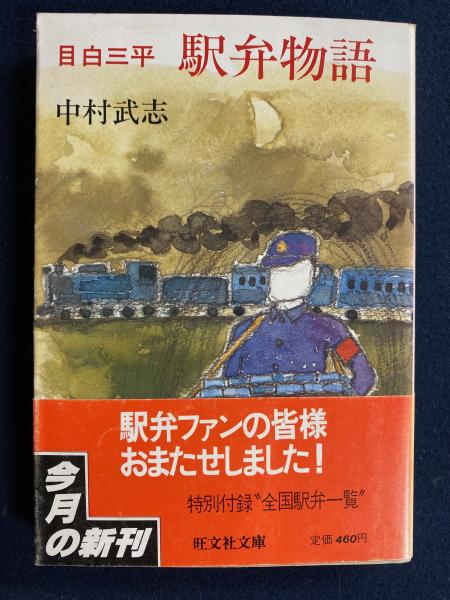 目白三平 駅弁物語
中村武志
駅弁ファンの皆様
おまたせしました!
特別付録“全国駅弁一覧”
今月の新刊
旺文社文庫
定価 460円